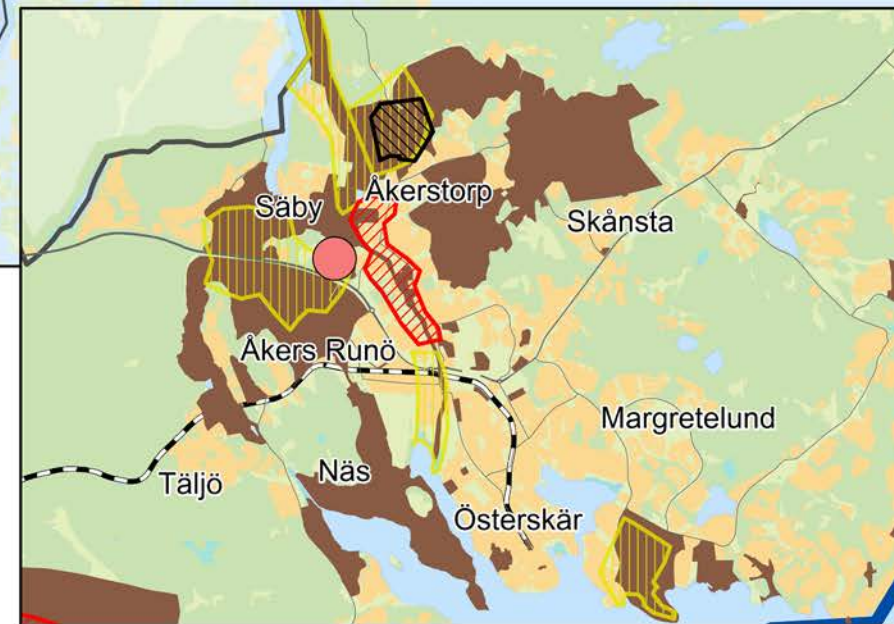 Säby
Åkerstorp
Skånsta
Åkers Runö
Margretelund
Täljö
Näs
Österskär